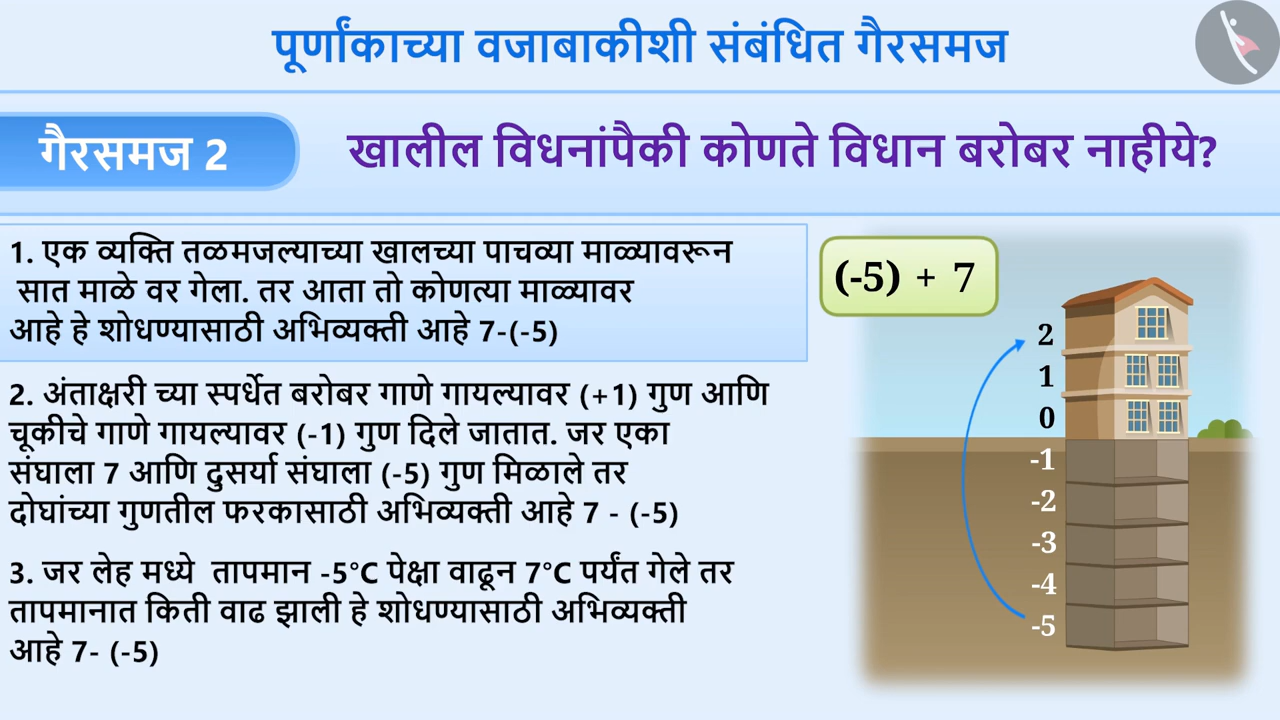 पूर्णांकाच्या वजाबाकीशी संबंधित गैरसमज
गैरसमज 2
खालील विधनांपैकी कोणते विधान बरोबर नाहीये?
1. एक व्यक्ति तळमजल्याच्या खालच्या पाचव्या माळ्यावरून
सात माळे वर गेला. तर आता तो कोणत्या माळ्यावर
आहे हे शोधण्यासाठी अभिव्यक्ती आहे 7-(-5)
2. अंताक्षरी च्या स्पर्धेत बरोबर गाणे गायल्यावर (+1) गुण आणि
चूकीचे गाणे गायल्यावर (-1) गुण दिले जातात. जर एका
संघाला 7 आणि दुसर्या संघाला (-5) गुण मिळाले तर
दोघांच्या गुणतील फरकासाठी अभिव्यक्ती आहे 7 - (-5)
3. जर लेह मध्ये तापमान -5°C पेक्षा वाढून 7°C पर्यंत गेले तर
तापमानात किती वाढ झाली हे शोधण्यासाठी अभिव्यक्ती
आहे 7- (-5)
(-5) + 7
2
1
0
-1
-2
-3
-4
-5